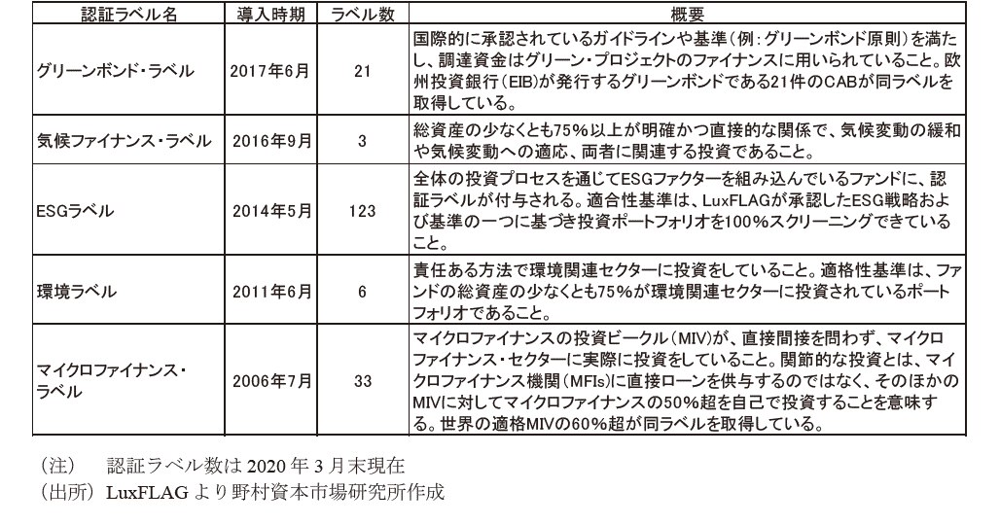 認証ラベル名 導入時期 ラベル数 概要
グリーンボンド・ラベル 2017年6月 21
国際的に承認されているガイドラインや基準（例：グリーンボンド原則）を満た
し、調達資金はグリーン・プロジェクトのファイナンスに用いられていること。欧
州投資銀行（EIB)が発行するグリーンボンドである21件のCABが同ラベルを
取得している。
気候ファイナンス・ラベル 2016年9月 3
総資産の少なくとも75%以上が明確かつ直接的な関係で、気候変動の緩和
や気候変動への適応、両者に関連する投資であること。
ESGラベル 2014年5月 123
全体の投資プロセスを通じてESGファクターを組み込んでいるファンドに、認
証ラベルが付与される。適合性基準は、LuxFLAGが承認したESG戦略およ
び基準の一つに基づき投資ポートフォリオを100%スクリーニングできている
こと。
環境ラベル 2011年6月 6
責任ある方法で環境関連セクターに投資をしていること。適格性基準は、ファ
ンドの総資産の少なくとも75%が環境関連セクターに投資されているポート
フォリオであること。
マイクロファイナンス・
ラベル
2006年7月 33
マイクロファイナンスの投資ビークル（MIV）が、直接間接を問わず、マイクロ
ファイナンス・セクターに実際に投資をしていること。関節的な投資とは、マイ
クロファイナンス機関（MFIs)に直接ローンを供与するのではなく、そのほかの
MIVに対してマイクロファイナンスの50%超を自己で投資することを意味す
る。世界の適格MIVの60%超が同ラベルを取得している。
（注） 認証ラベル数は 2020 年 3 月末現在
（出所）LuxFLAG より野村資本市場研究所作成